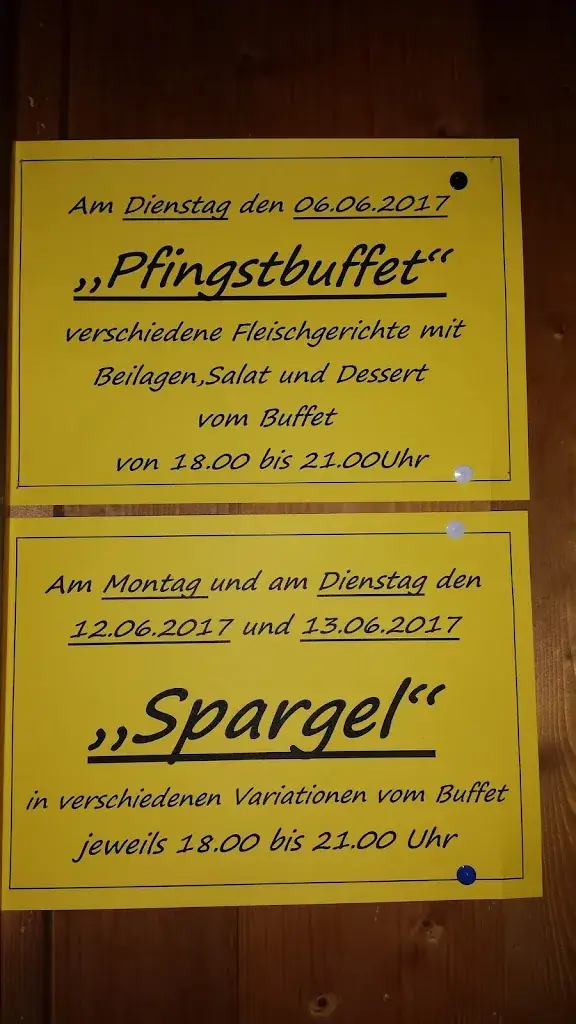 Am Dienstag den 06.06.2017
„Pfingstbuffet“
verschiedene Fleischgerichte mit
Beilagen,Salat und Dessert
vom Buffet
von 18.00 bis 21.00Uhr
Am Montag und am Dienstag den
12.06.2017 und 13.06.2017
„Spargel“
in verschiedenen Variationen vom Buffet
jeweils 18.00 bis 21.00 Uhr